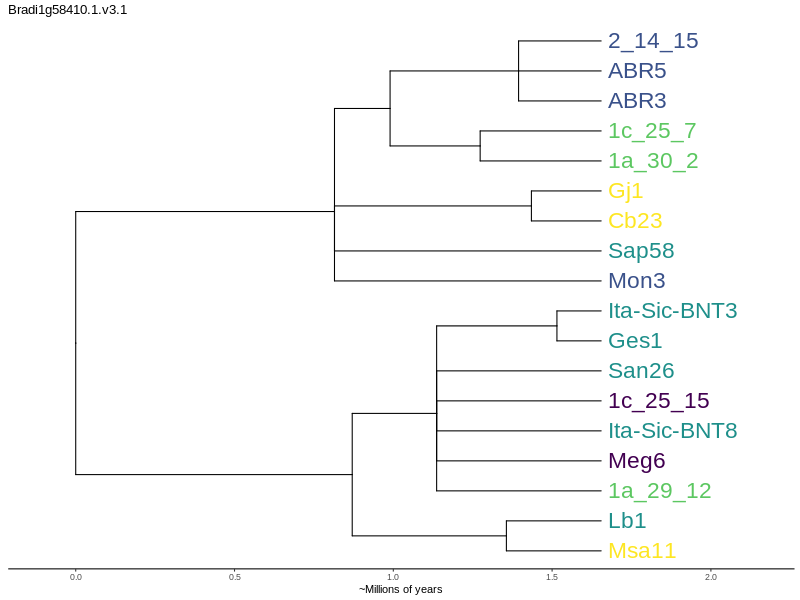 Bradi1g58410.1.v3.1
2_14_15
ABR5
ABR3
1c_25_7
1a_30_2
Gj1
Cb23
Sap58
Mon3
Ita-Sic-BNT3
Ges1
San26
1c_25_15
Ita-Sic-BNT8
Meg6
1a_29_12
Lb1
Msa11
0.0 0.5 1.0 1.5 2.0
~Millions of years